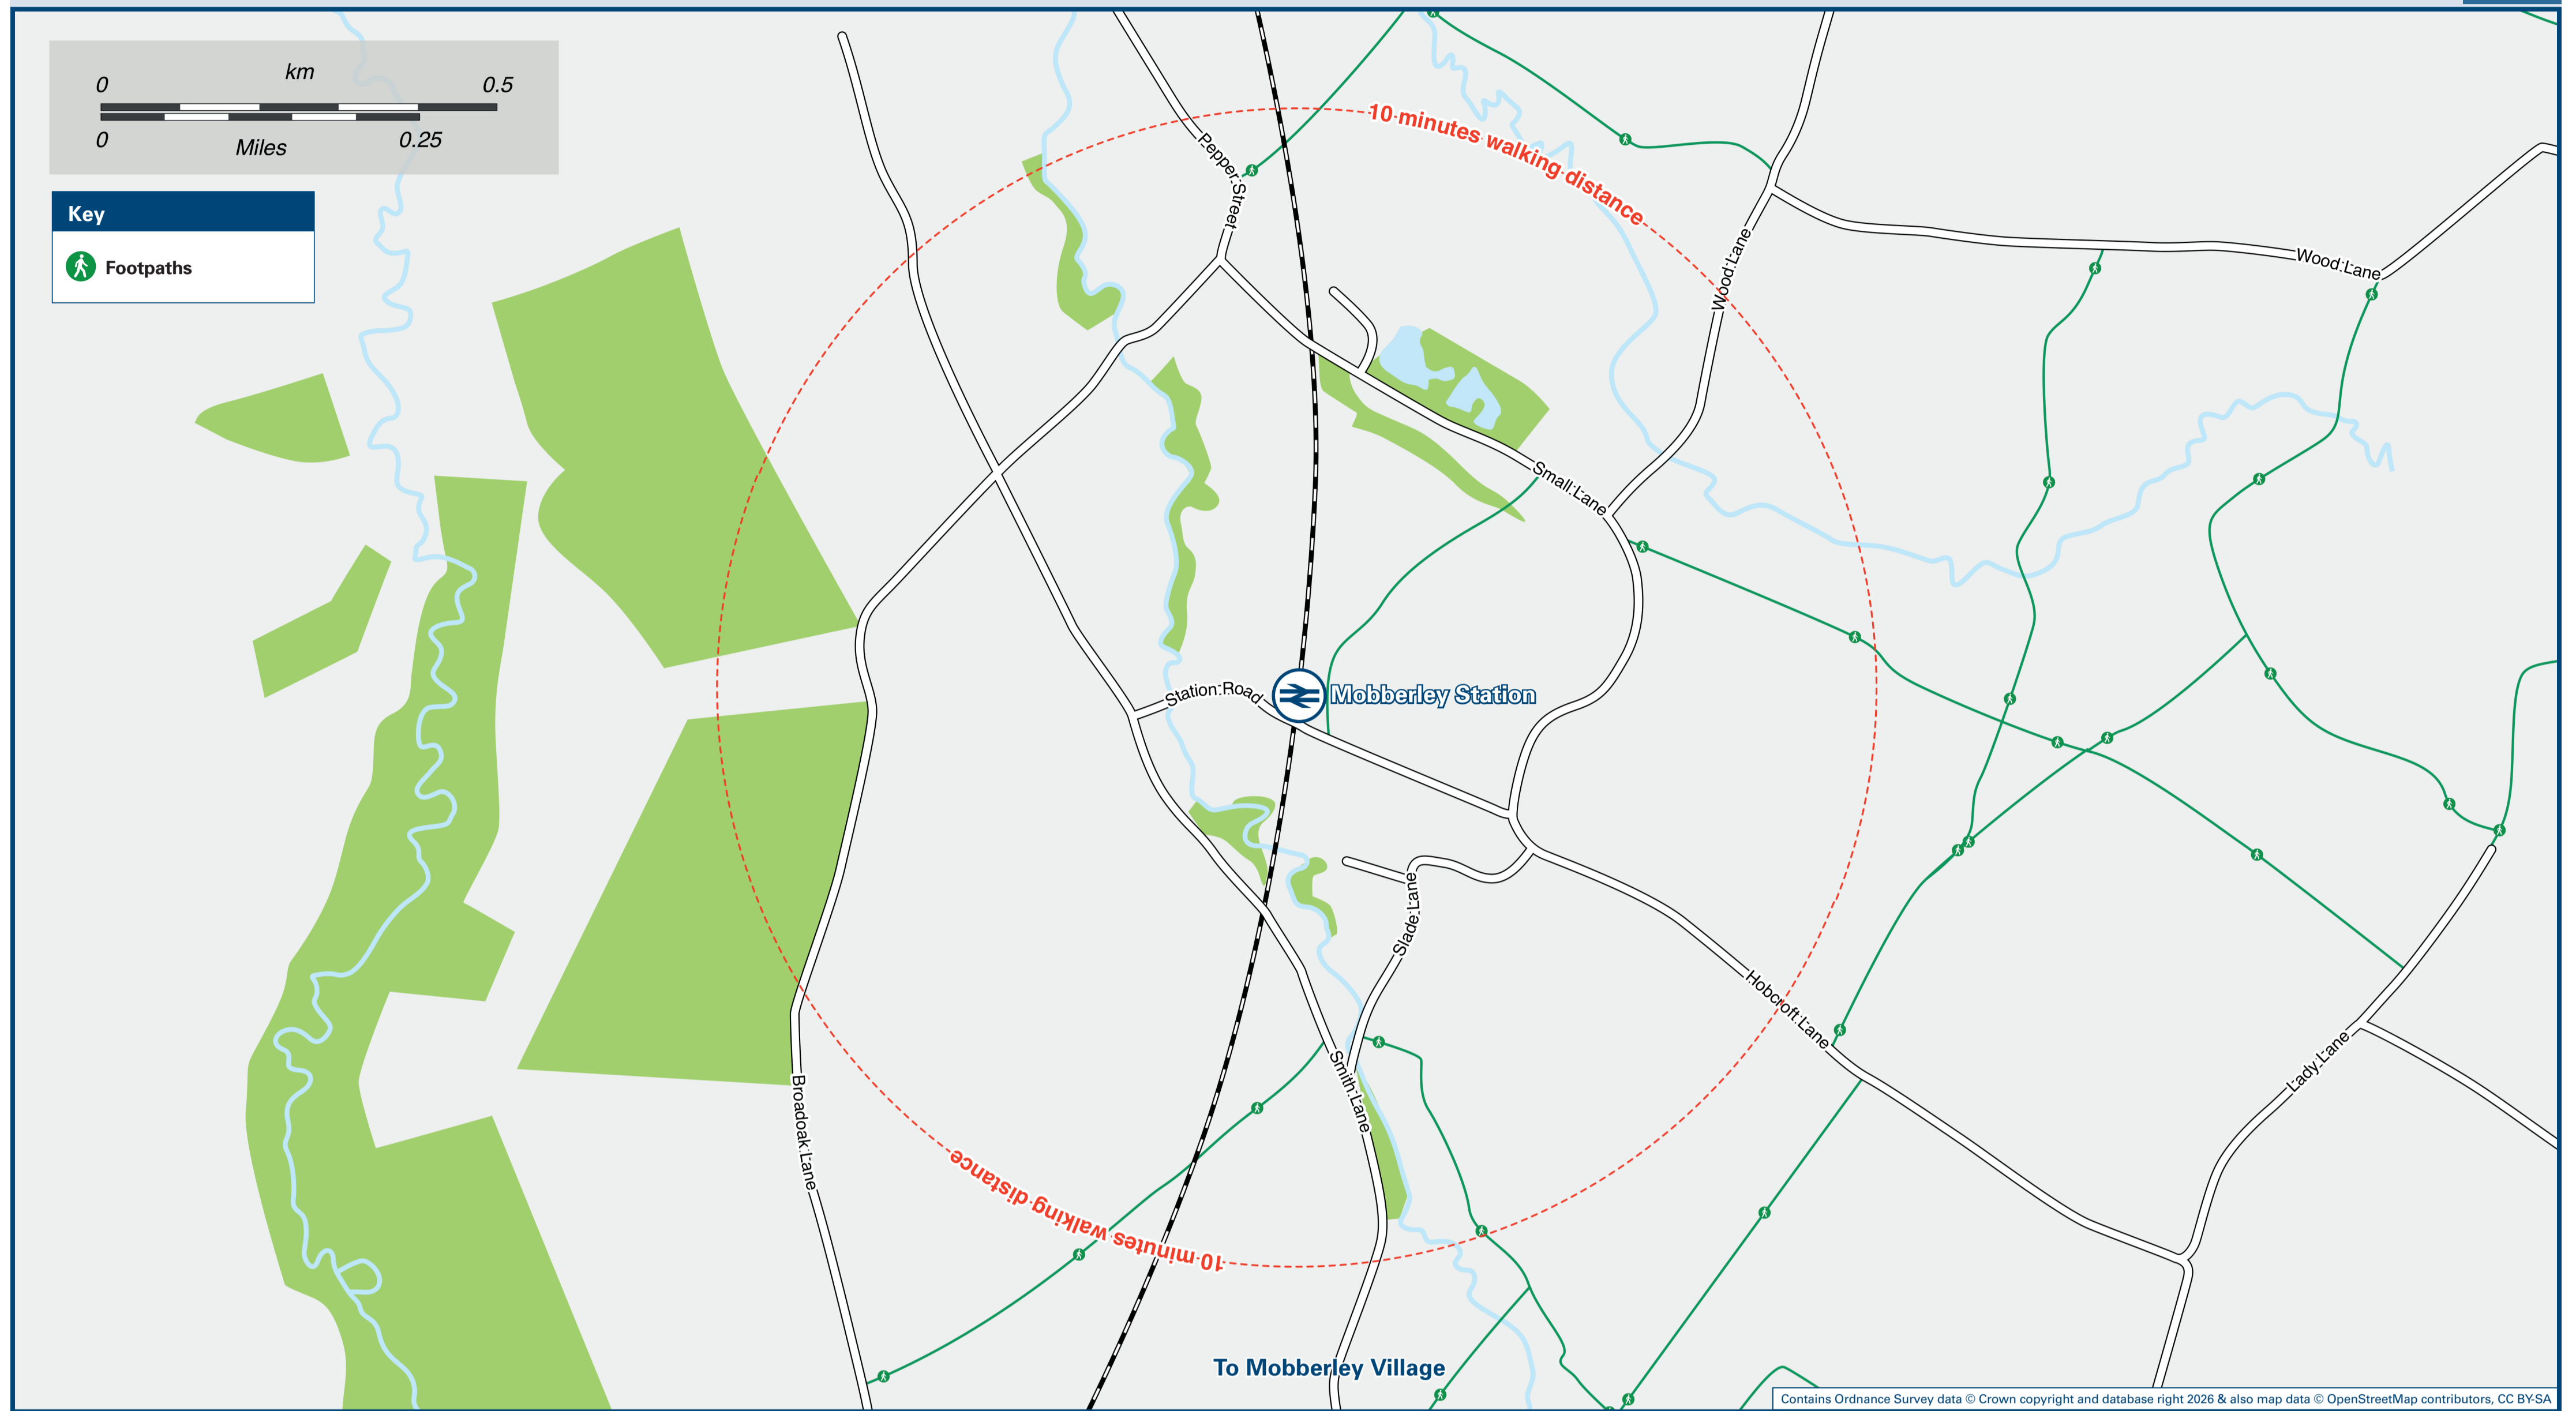 km
0 0.5
0 0.25
Miles
Key
Footpaths
10 minutes walking distance
Pepper Street
Wood Lane
Wood Lane
Small Lane
Station Road
Mobberley Station
Slade Lane
Hobcroft Lane
Smith Lane
Lady Lane
Broadoak Lane
10 minutes walking distance
To Mobberley Village
Contains Ordnance Survey data © Crown copyright and database right 2026 & also map data © OpenStreetMap contributors, CC BY-SA